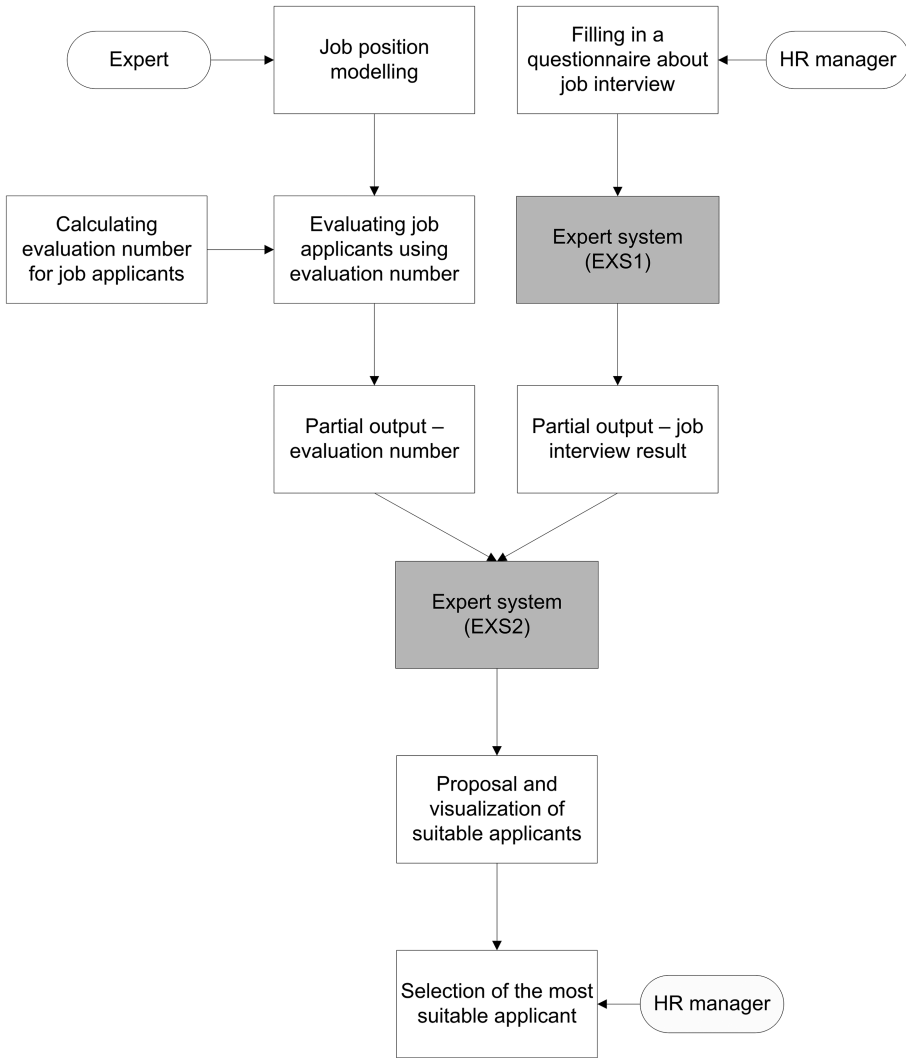 Expert
Job position
modelling
Filling in a
questionnaire about
job interview
HR manager
Calculating
evaluation number
for job applicants
Evaluating job
applicants using
evaluation number
Expert system
(EXS1)
Partial output –
evaluation number
Partial output – job
interview result
Expert system
(EXS2)
Proposal and
visualization of
suitable applicants
Selection of the most
suitable applicant
HR manager